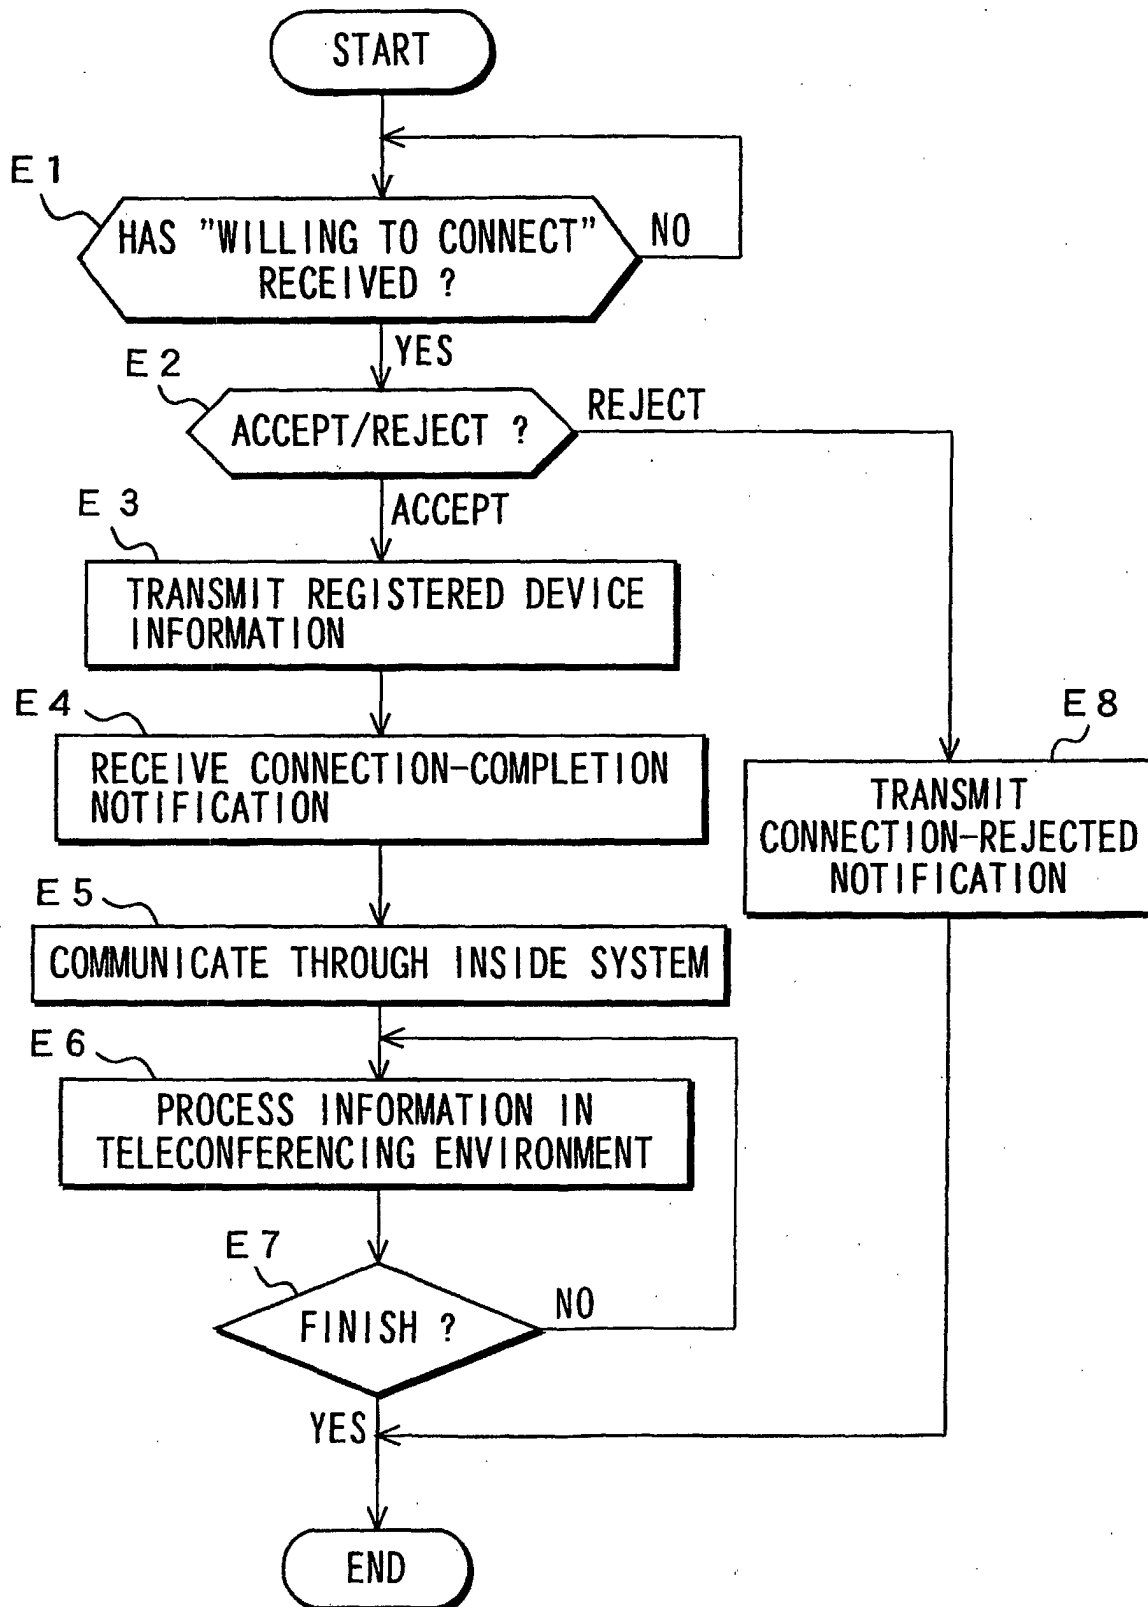 START
E1
HAS "WILLING TO CONNECT"
RECEIVED ?
NO
YES
E2
ACCEPT/REJECT ?
REJECT
ACCEPT
E3
TRANSMIT REGISTERED DEVICE
INFORMATION
E4
RECEIVE CONNECTION-COMPLETION
NOTIFICATION
E8
TRANSMIT
CONNECTION-REJECTED
NOTIFICATION
E5
COMMUNICATE THROUGH INSIDE SYSTEM
E6
PROCESS INFORMATION IN
TELECONFERENCING ENVIRONMENT
E7
FINISH ?
NO
YES
END